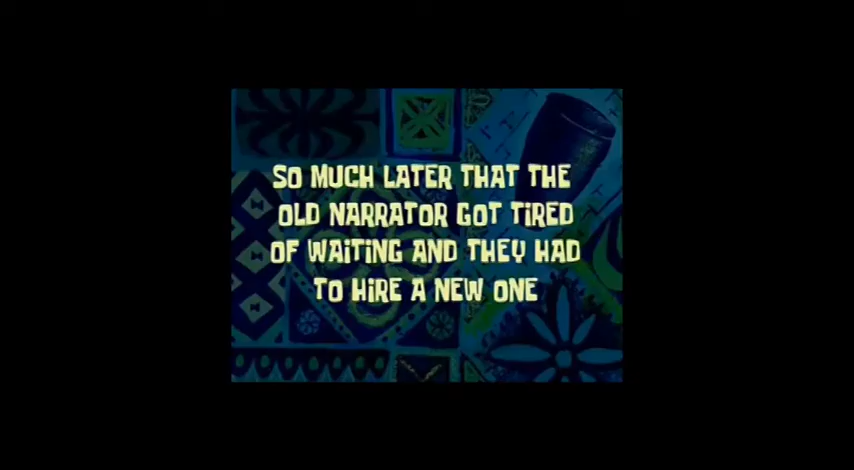 SO MUCH LATER THAT THE
OLD NARRATOR GOT TIRED
OF WAITING AND THEY HAD
TO HIRE A NEW ONE